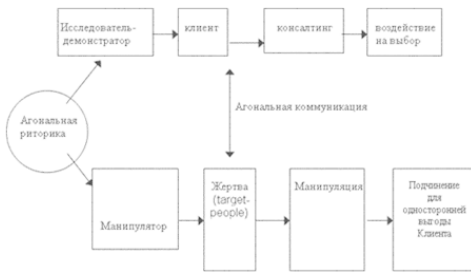 Исследователь-
демонстратор
клиент
консалтинг
воздействие
на выбор
Агональная коммуникация
Агональная
риторика
Манипулятор
Жертва
(target-
people)
Манипуляция
Подчинение
для
односторонней
выгоды
Клиента